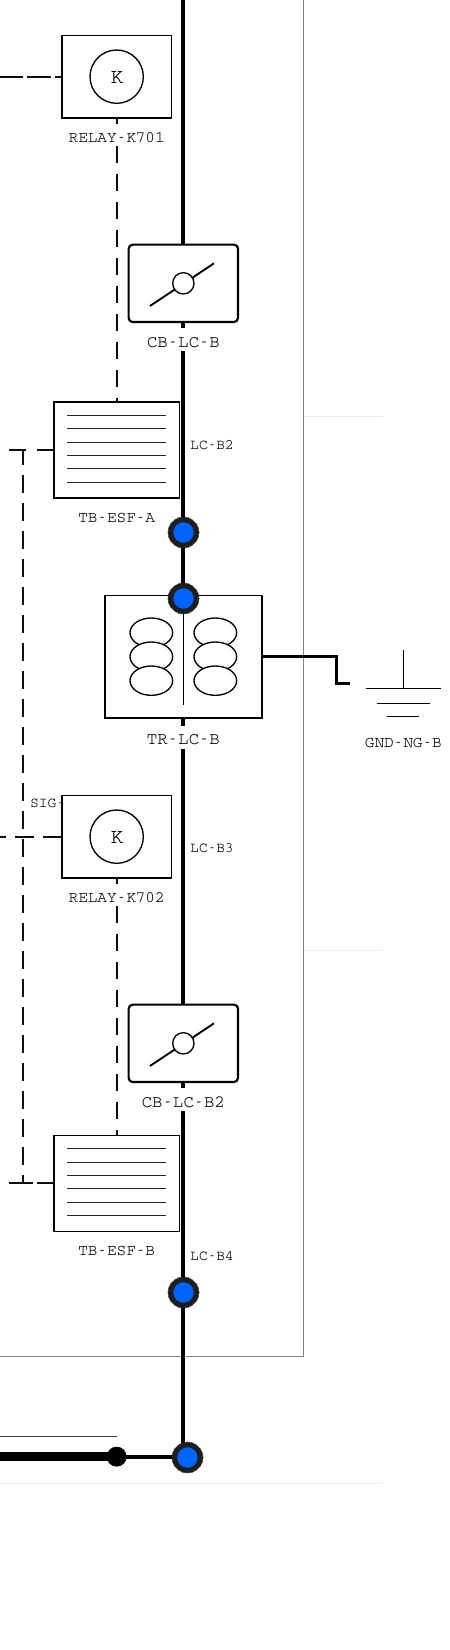 K
RELAY-K701
CB-LC-B
LC-B2
TB-ESF-A
TR-LC-B
GND-NG-B
SIG-
K
LC-B3
RELAY-K702
CB-LC-B2
TB-ESF-B
LC-B4